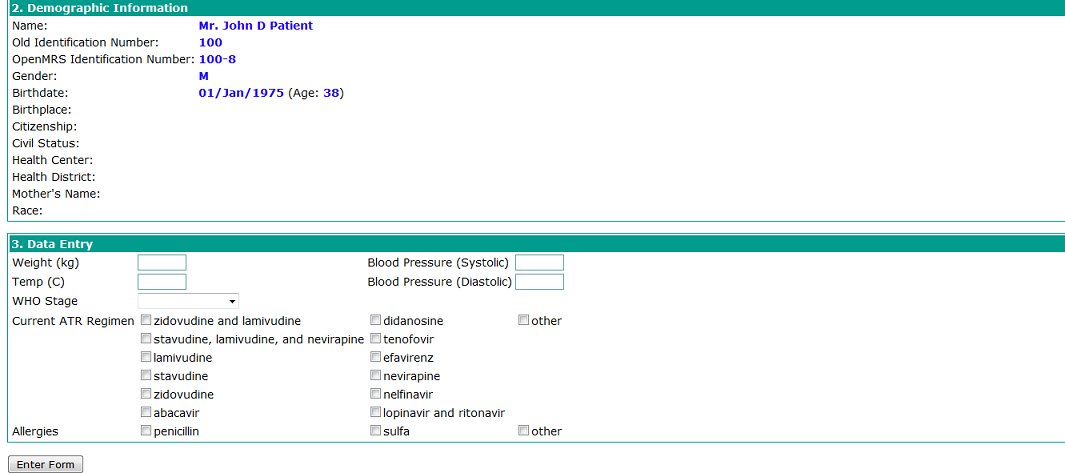 2. Demographic Information
Name: Mr. John D Patient
Old Identification Number: 100
OpenMRS Identification Number: 100-8
Gender: M
Birthdate: 01/Jan/1975 (Age: 38)
Birthplace:
Citizenship:
Civil Status:
Health Center:
Health District:
Mother's Name:
Race:
3. Data Entry
Weight (kg) Blood Pressure (Systolic)
Temp (C) Blood Pressure (Diastolic)
WHO Stage
Current ATR Regimen zidovudine and lamivudine didanosine other
stavudine, lamivudine, and nevirapine tenofovir
lamivudine efavirenz
stavudine nevirapine
zidovudine nelfinavir
abacavir lopinavir and ritonavir
Allergies penicillin sulfa other
Enter Form